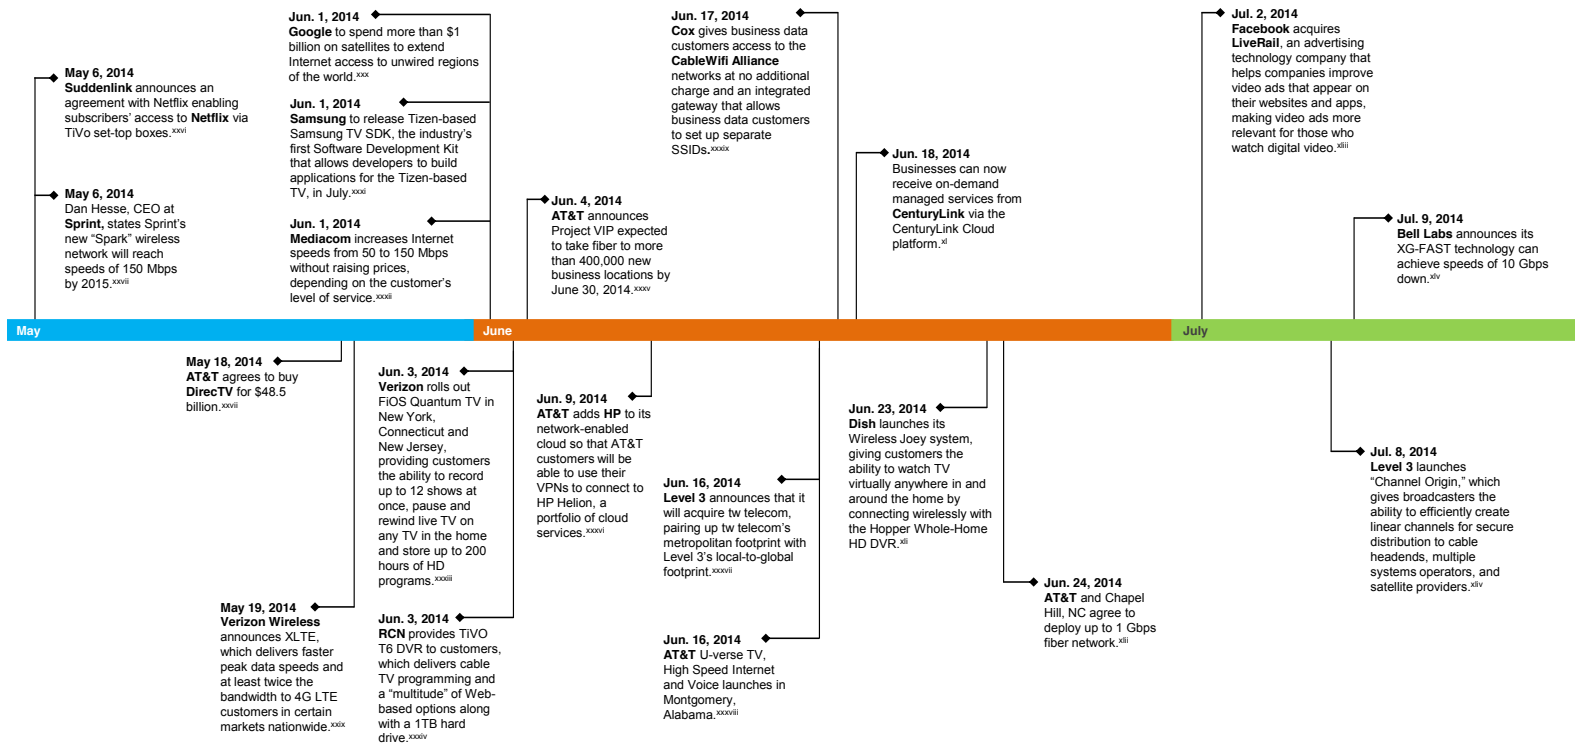 May 6, 2014
Suddenlink announces an
agreement with Netflix enabling
subscribers' access to Netflix via
TiVo set-top boxes.xxvi
May 6, 2014
Dan Hesse, CEO at
Sprint, states Sprint's
new "Spark" wireless
network will reach
speeds of 150 Mbps
by 2015.xxvii
Jun. 1, 2014
Google to spend more than $1
billion on satellites to extend
Internet access to unwired regions
of the world.xxx
Jun. 1, 2014
Samsung to release Tizen-based
Samsung TV SDK, the industry's
first Software Development Kit
that allows developers to build
applications for the Tizen-based
TV, in July.xxxi
Jun. 1, 2014
Mediacom increases Internet
speeds from 50 to 150 Mbps
without raising prices,
depending on the customer's
level of service.xxxii
Jun. 4, 2014
AT&T announces
Project VIP expected
to take fiber to more
than 400,000 new
business locations by
June 30, 2014.xxxv
Jun. 17, 2014
Cox gives business data
customers access to the
CableWifi Alliance
networks at no additional
charge and an integrated
gateway that allows
business data customers
to set up separate
SSIDs.xxxix
Jun. 18, 2014
Businesses can now
receive on-demand
managed services from
CenturyLink via the
CenturyLink Cloud
platform.xl
Jul. 2, 2014
Facebook acquires
LiveRail, an advertising
technology company that
helps companies improve
video ads that appear on
their websites and apps,
making video ads more
relevant for those who
watch digital video.xliii
Jul. 9, 2014
Bell Labs announces its
XG-FAST technology can
achieve speeds of 10 Gbps
down.xlv
May
June
July
May 18, 2014
AT&T agrees to buy
DirecTV for $48.5
billion.xxvii
May 19, 2014
Verizon Wireless
announces XLTE,
which delivers faster
peak data speeds and
at least twice the
bandwidth to 4G LTE
customers in certain
markets nationwide.xxix
Jun. 3, 2014
Verizon rolls out
FiOS Quantum TV in
New York,
Connecticut and
New Jersey,
providing customers
the ability to record
up to 12 shows at
once, pause and
rewind live TV on
any TV in the home
and store up to 200
hours of HD
programs.xxxiii
Jun. 3, 2014
RCN provides TiVO
T6 DVR to customers,
which delivers cable
TV programming and
a "multitude" of Web-
based options along
with a 1TB hard
drive.xxxiv
Jun. 9, 2014
AT&T adds HP to its
network-enabled
cloud so that AT&T
customers will be
able to use their
VPNs to connect to
HP Helion, a
portfolio of cloud
services.xxxvi
Jun. 16, 2014
Level 3 announces that it
will acquire tw telecom,
pairing up tw telecom's
metropolitan footprint with
Level 3's local-to-global
footprint.xxxvii
Jun. 16, 2014
AT&T U-verse TV,
High Speed Internet
and Voice launches in
Montgomery,
Alabama.xxxviii
Jun. 23, 2014
Dish launches its
Wireless Joey system,
giving customers the
ability to watch TV
virtually anywhere in and
around the home by
connecting wirelessly with
the Hopper Whole-Home
HD DVR.xli
Jun. 24, 2014
AT&T and Chapel
Hill, NC agree to
deploy up to 1 Gbps
fiber network.xlii
Jul. 8, 2014
Level 3 launches
"Channel Origin," which
gives broadcasters the
ability to efficiently create
linear channels for secure
distribution to cable
headends, multiple
systems operators, and
satellite providers.xliv